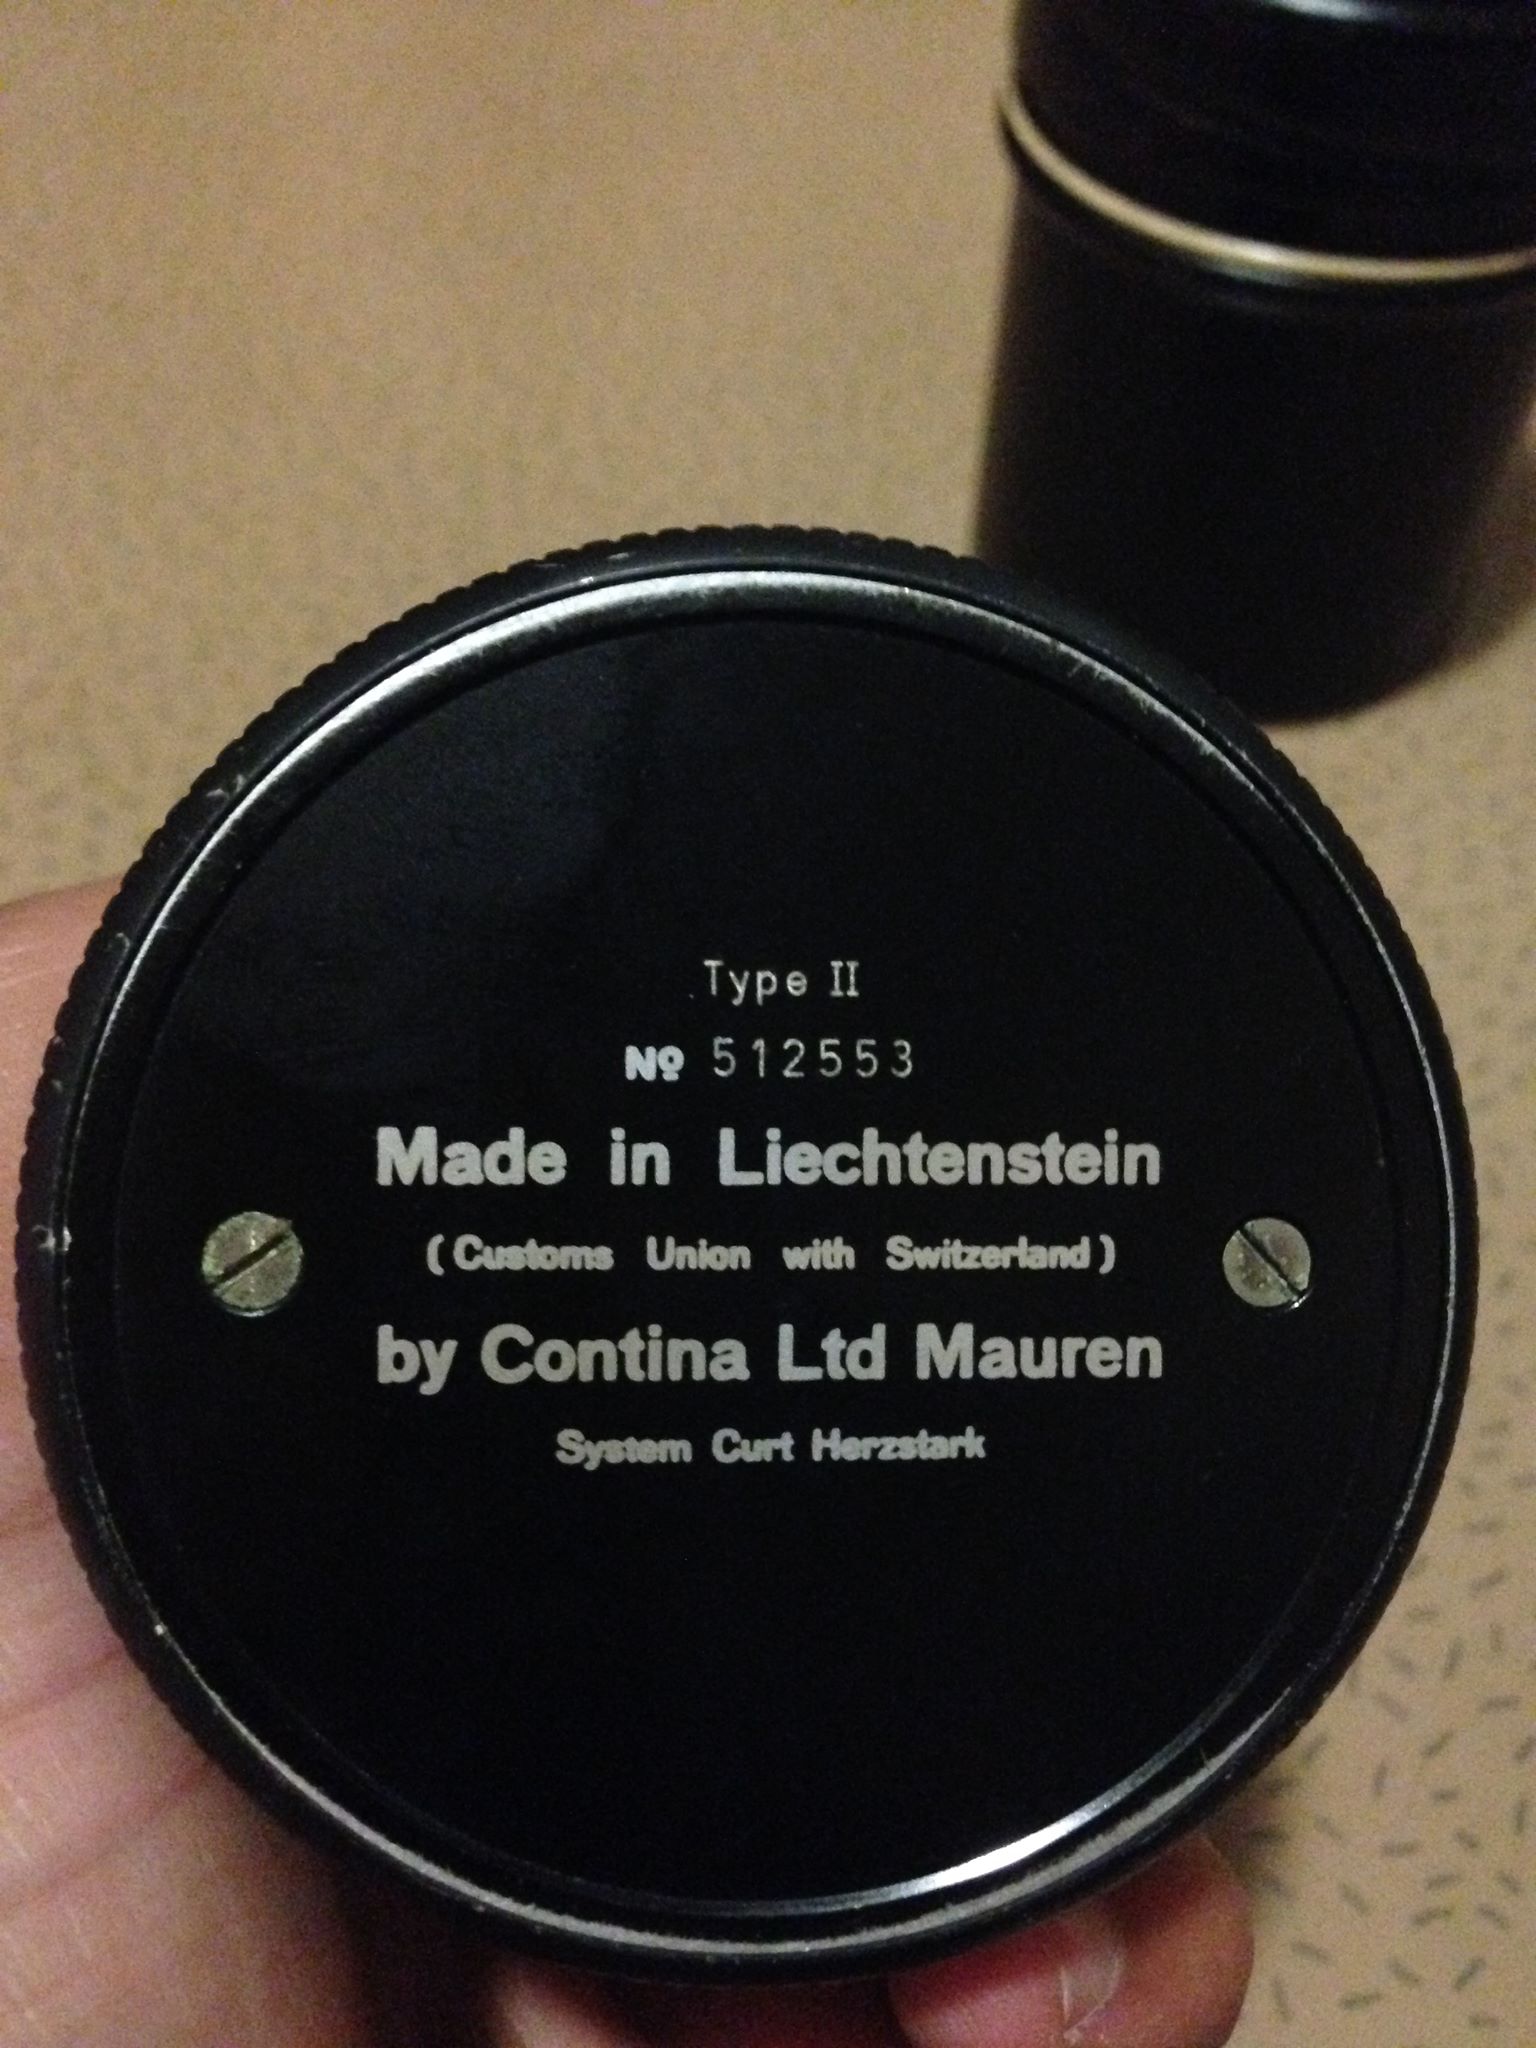 Type II
Nº 512553
Made in Liechtenstein
(Customs Union with Switzerland)
by Contina Ltd Mauren
System Curt Herzstark